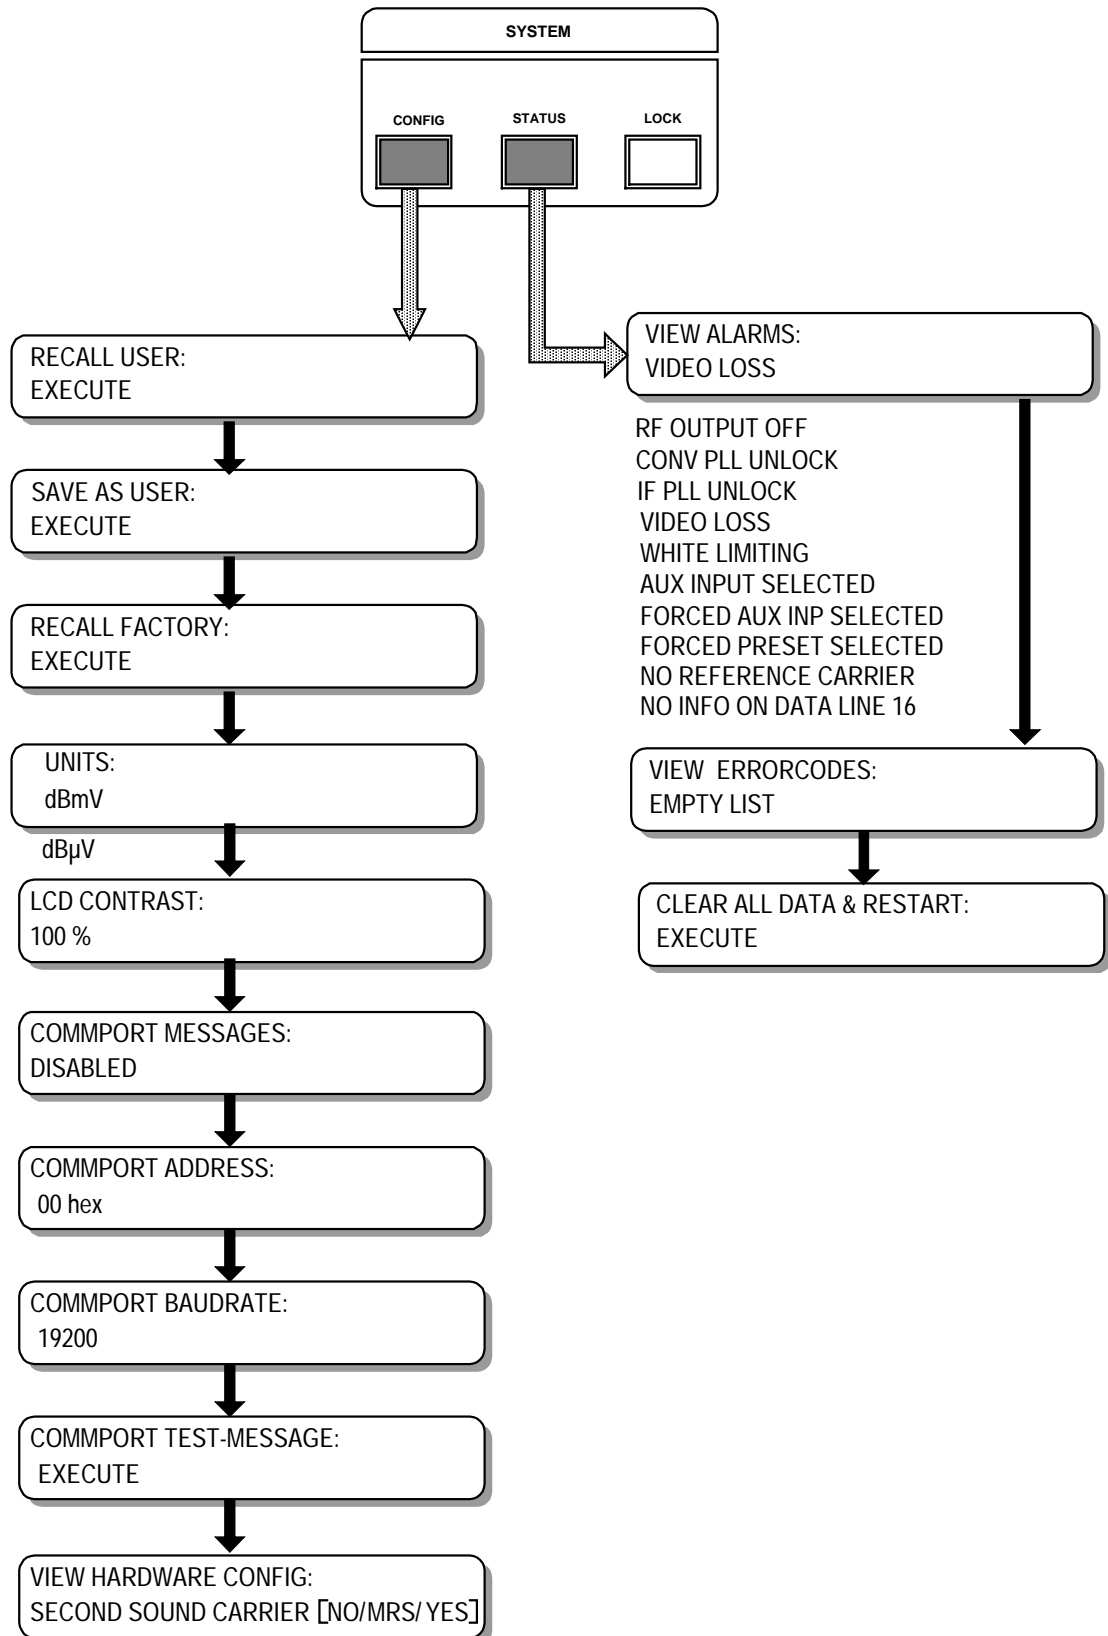 SYSTEM
CONFIG
STATUS
LOCK
RECALL USER:
EXECUTE
SAVE AS USER:
EXECUTE
RECALL FACTORY:
EXECUTE
UNITS:
dBmV
dBµV
LCD CONTRAST:
100 %
COMMPORT MESSAGES:
DISABLED
COMMPORT ADDRESS:
00 hex
COMMPORT BAUDRATE:
19200
COMMPORT TEST-MESSAGE:
EXECUTE
VIEW HARDWARE CONFIG:
SECOND SOUND CARRIER [NO/MRS/ YES]
VIEW ALARMS:
VIDEO LOSS
RF OUTPUT OFF
CONV PLL UNLOCK
IF PLL UNLOCK
VIDEO LOSS
WHITE LIMITING
AUX INPUT SELECTED
FORCED AUX INP SELECTED
FORCED PRESET SELECTED
NO REFERENCE CARRIER
NO INFO ON DATA LINE 16
VIEW ERRORCODES:
EMPTY LIST
CLEAR ALL DATA & RESTART:
EXECUTE